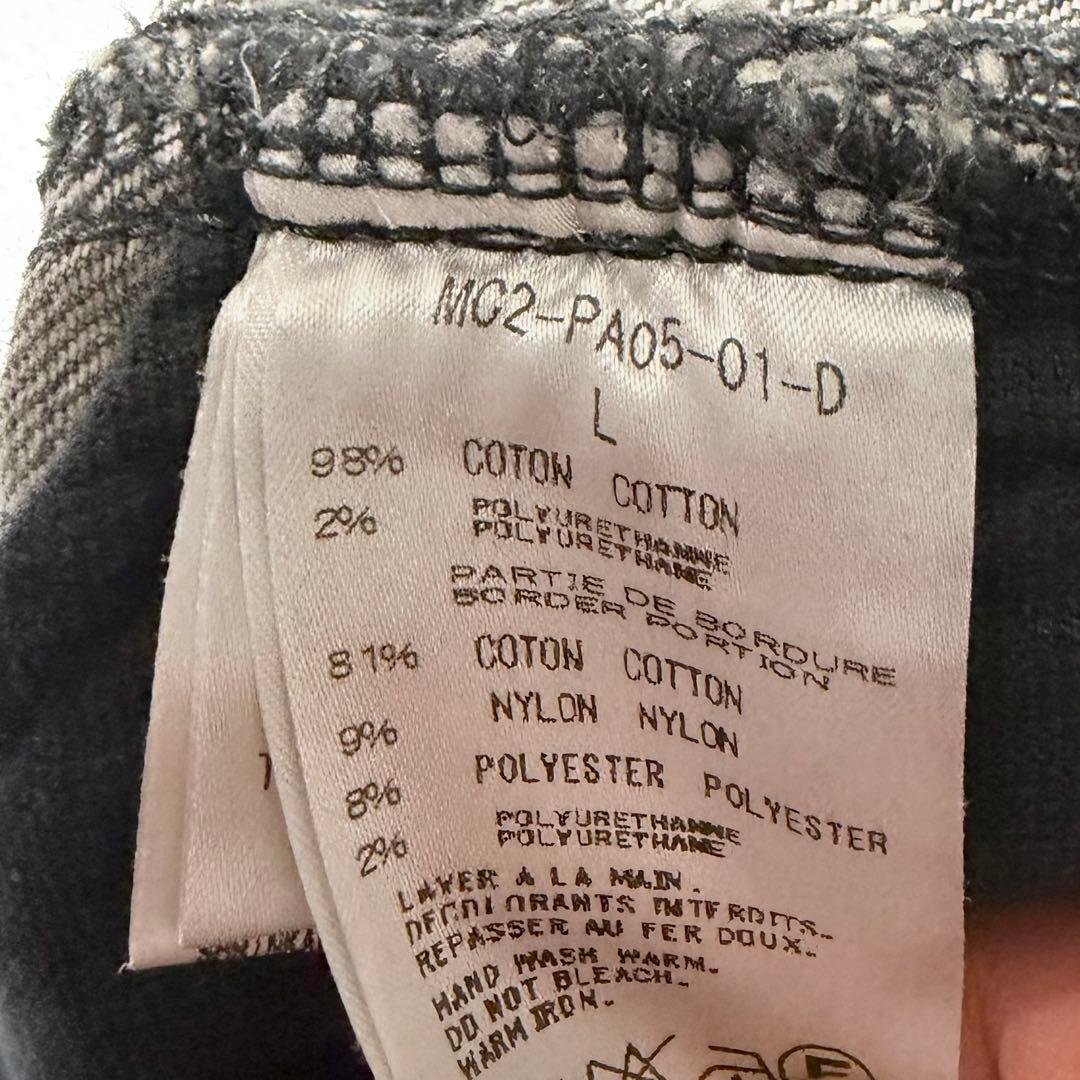 MC2-PA05-01-D
L
98% COTON COTTON
2% POLYURETHANNE
POLYURETHANE
PARTIE DE BORDURE
BORDER PORTION
81% COTON COTTON
9% NYLON NYLON
8% POLYESTER POLYESTER
2% POLYURETHANNE
POLYURETHANE
LAVER A LA MAIN.
DECOLORANTS INTERDITS.
REPASSER AU FER DOUX.
HAND WASH WARM.
DO NOT BLEACH.
WARM IRON.